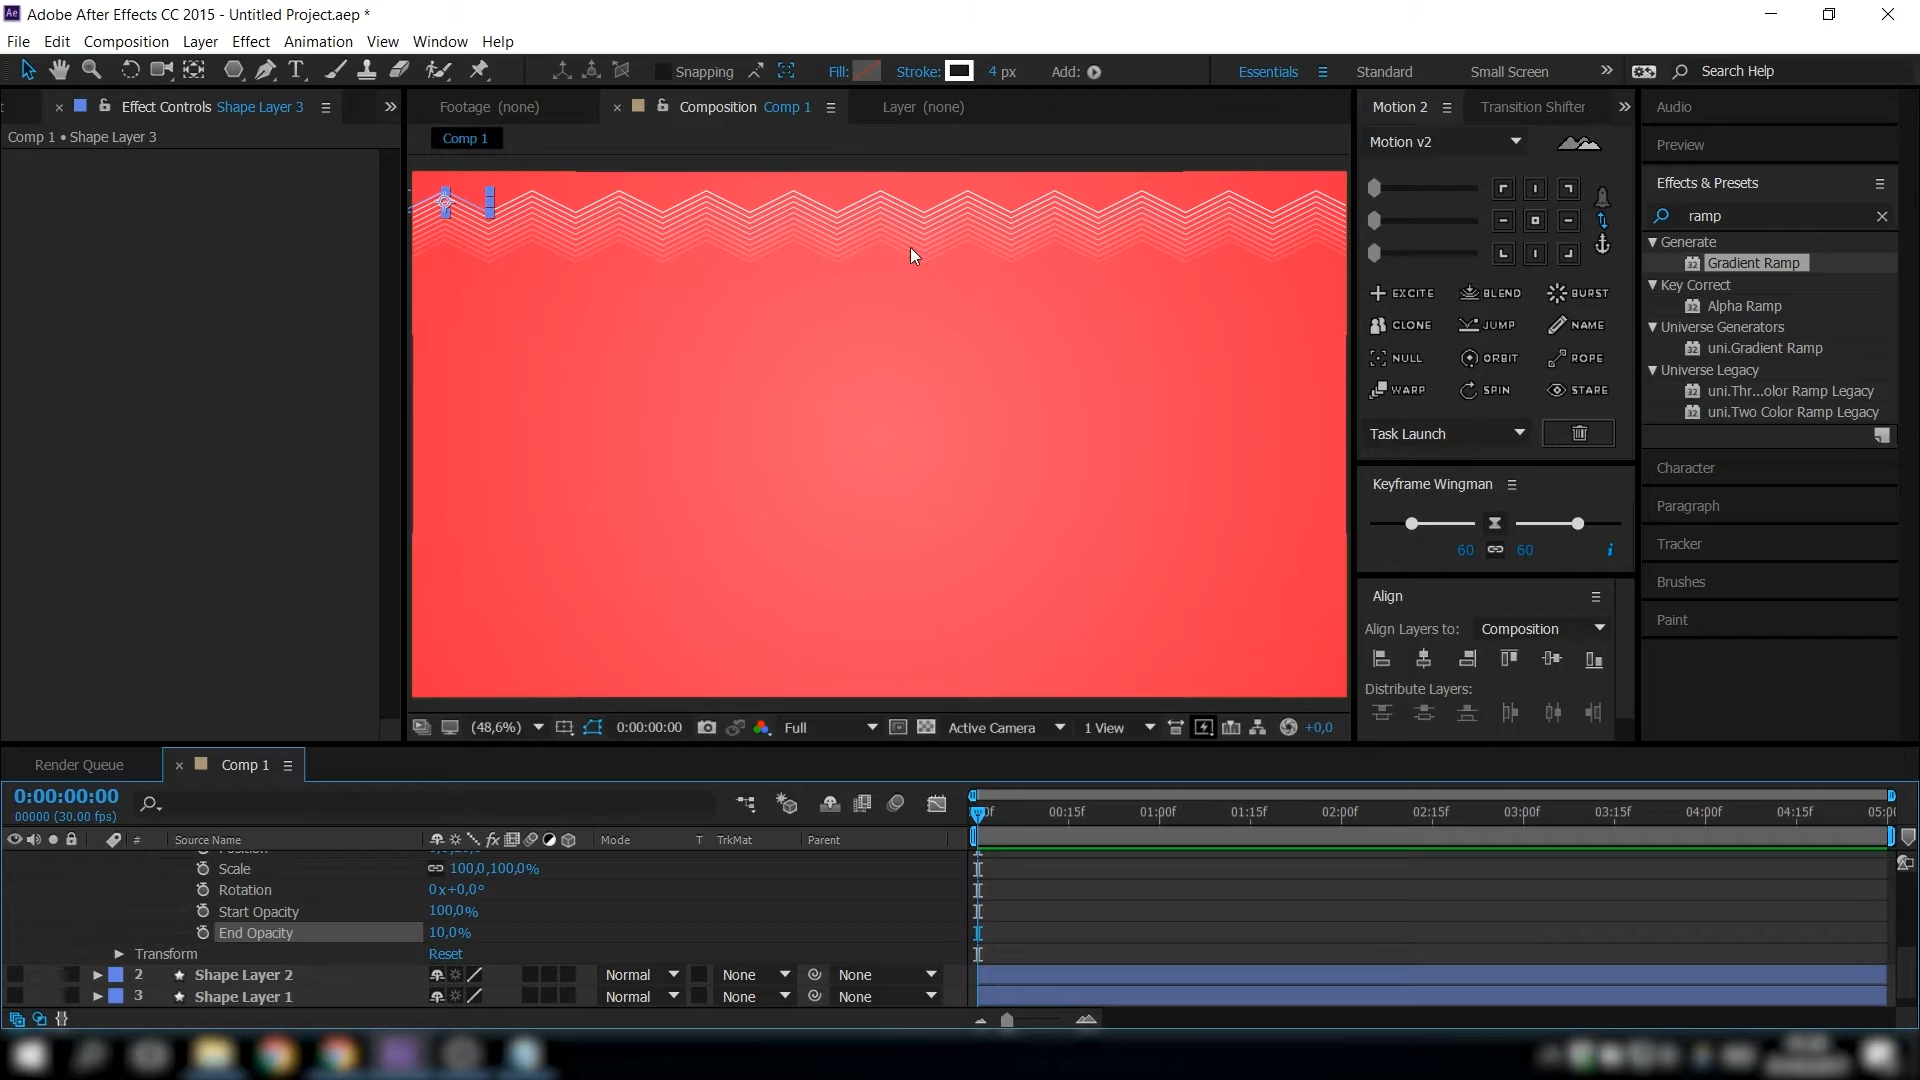 Adobe After Effects CC 2015 - Untitled Project.aep *
File Edit Composition Layer Effect Animation View Window Help
Snapping Fill: Stroke: 4 px Add: Essentials Standard Small Screen Search Help
Effect Controls Shape Layer 3
Footage (none) Composition Comp 1 Layer (none)
Motion 2 Transition Shifter
Audio
Comp 1 • Shape Layer 3
Comp 1
Motion v2
Preview
Effects & Presets
ramp
Generate
Gradient Ramp
Key Correct
Alpha Ramp
Universe Generators
uni.Gradient Ramp
Universe Legacy
uni.Thr...olor Ramp Legacy
uni.Two Color Ramp Legacy
EXCITE BLEND BURST
CLONE JUMP NAME
NULL ORBIT ROPE
WARP SPIN STARE
Task Launch
Character
Keyframe Wingman
Paragraph
60 60
Tracker
Brushes
Align
Paint
Align Layers to: Composition
Distribute Layers:
(48,6%) 0:00:00:00 Full Active Camera 1 View +0,0
Render Queue Comp 1
0:00:00:00
00000 (30.00 fps)
00:15f 01:00f 01:15f 02:00f 02:15f 03:00f 03:15f 04:00f 04:15f
# Source Name Mode T TrkMat Parent
Scale 100,0,100,0%
Rotation 0x+0,0°
Start Opacity 100,0%
End Opacity 10,0%
Transform Reset
2 Shape Layer 2 Normal None None
3 Shape Layer 1 Normal None None